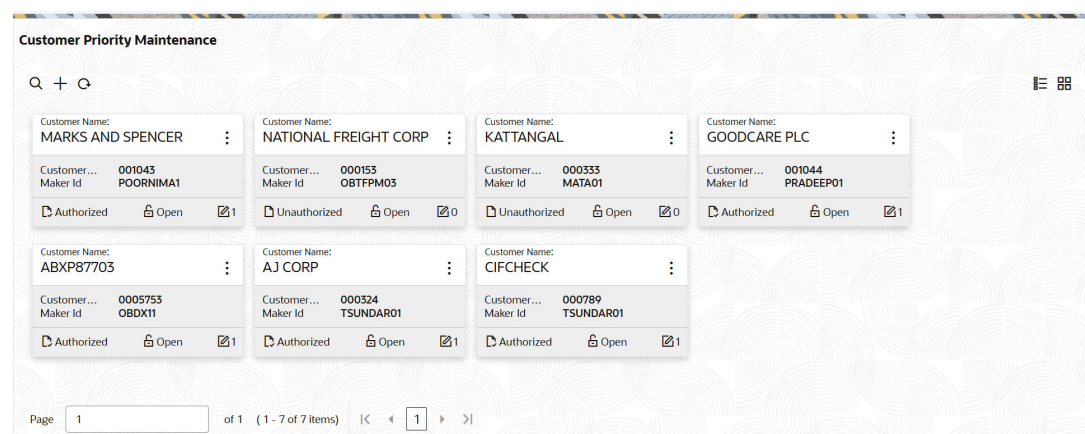 Customer Priority Maintenance
Customer Name:
MARKS AND SPENCER
Customer... 001043
Maker Id POORNIMA1
Authorized Open 1
Customer Name:
NATIONAL FREIGHT CORP
Customer... 000153
Maker Id OBTFPM03
Unauthorized Open 0
Customer Name:
KATTANGAL
Customer... 000333
Maker Id MATA01
Unauthorized Open 0
Customer Name:
GOODCARE PLC
Customer... 001044
Maker Id PRADEEP01
Authorized Open 1
Customer Name:
ABXP87703
Customer... 0005753
Maker Id OBDX11
Authorized Open 1
Customer Name:
AJ CORP
Customer... 000324
Maker Id TSUNDAR01
Authorized Open 1
Customer Name:
CIFCHECK
Customer... 000789
Maker Id TSUNDAR01
Authorized Open 1
Page 1 of 1 (1 - 7 of 7 items) 1